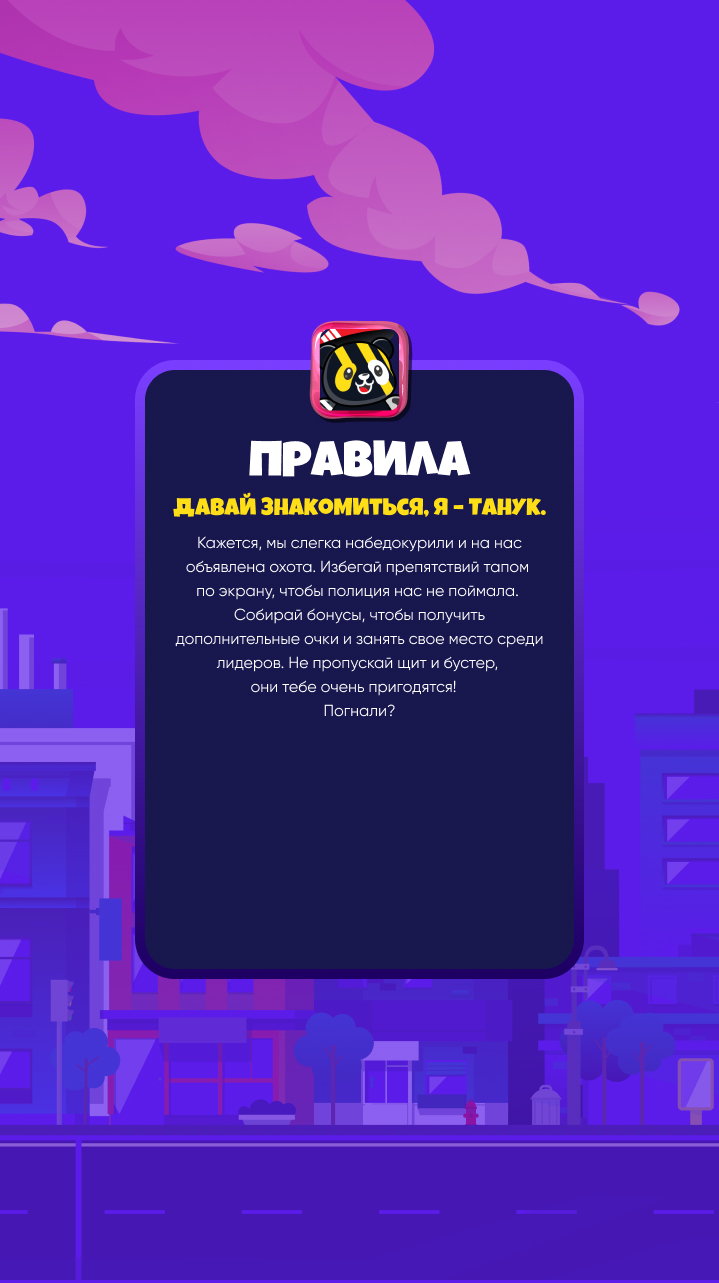 ПРАВИЛА
ДАВАЙ ЗНАКОМИТЬСЯ, Я – ТАНУК.
Кажется, мы слегка набедокурили и на нас
объявлена охота. Избегай препятствий тапом
по экрану, чтобы полиция нас не поймала.
Собирай бонусы, чтобы получить
дополнительные очки и занять свое место среди
лидеров. Не пропускай щит и бустер,
они тебе очень пригодятся!
Погнали?